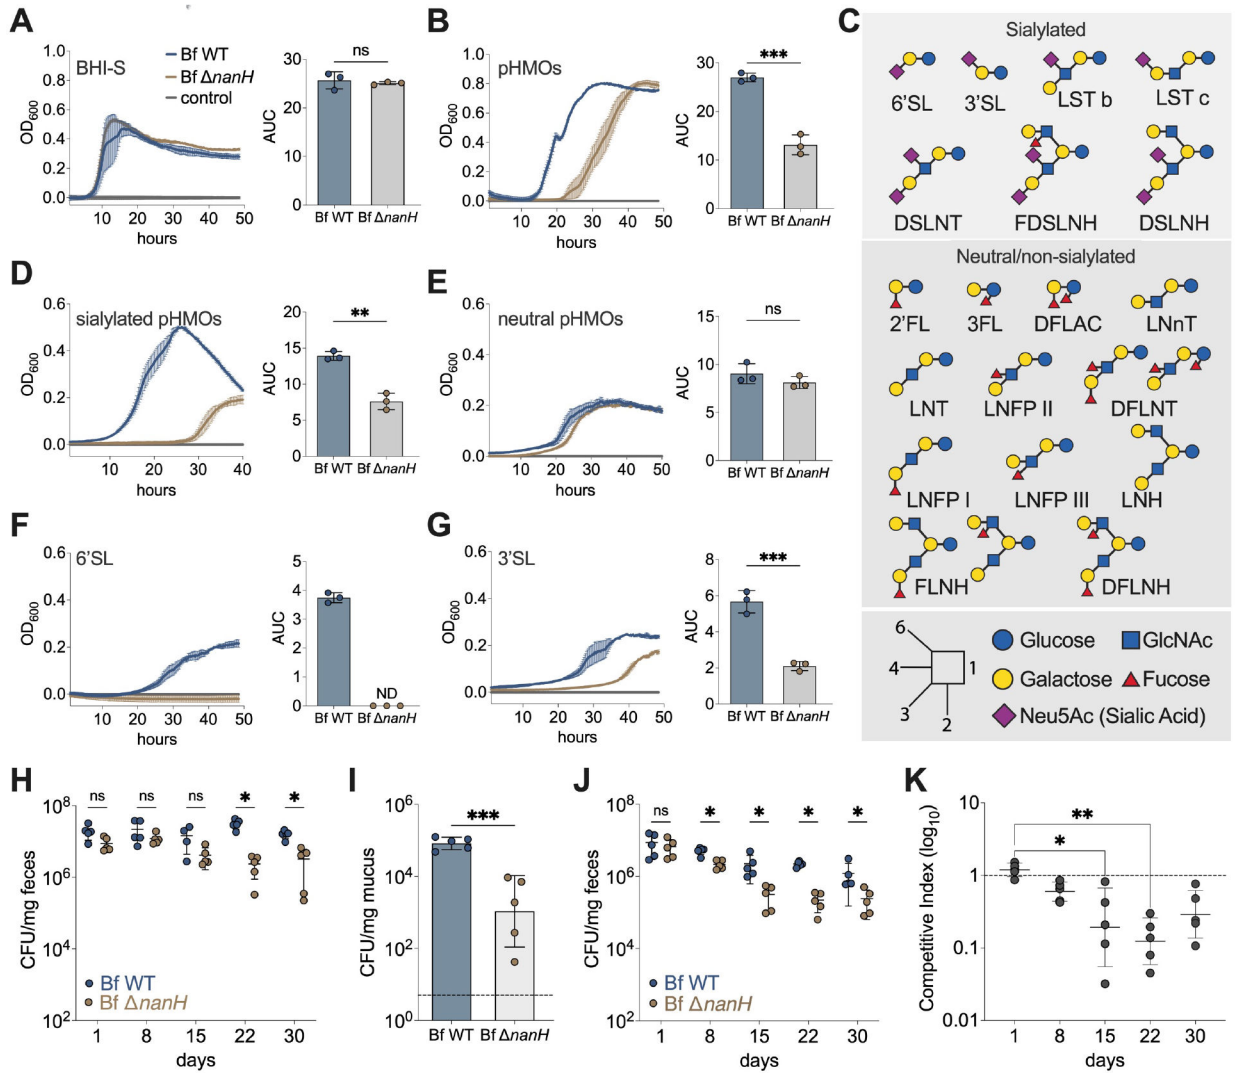 A
BHI-S
Bf WT
Bf ΔnanH
control
OD600
1.0
0.8
0.6
0.4
0.2
0.0
10 20 30 40 50
hours
ns
AUC
30
20
10
0
Bf WT Bf ΔnanH
B
pHMOs
OD600
1.0
0.8
0.6
0.4
0.2
0.0
10 20 30 40 50
hours
***
AUC
30
20
10
0
Bf WT Bf ΔnanH
C
Sialylated
6'SL 3'SL LST b LST c
DSLNT FDSLNH DSLNH
Neutral/non-sialylated
2'FL 3FL DFLAC LNnT
LNT LNFP II DFLNT
LNFP I LNFP III LNH
FLNH DFLNH
6
4
3
2
1
Glucose GlcNAc
Galactose Fucose
Neu5Ac (Sialic Acid)
D
sialylated pHMOs
OD600
0.6
0.4
0.2
0.0
10 20 30 40
hours
**
AUC
20
15
10
5
0
Bf WT Bf ΔnanH
E
neutral pHMOs
OD600
0.6
0.4
0.2
0.0
10 20 30 40 50
hours
ns
AUC
15
10
5
0
Bf WT Bf ΔnanH
F
6'SL
OD600
0.6
0.4
0.2
0.0
10 20 30 40 50
hours
AUC
5
4
3
2
1
0
ND
Bf WT Bf ΔnanH
G
3'SL
OD600
0.6
0.4
0.2
0.0
10 20 30 40 50
hours
***
AUC
8
6
4
2
0
Bf WT Bf ΔnanH
H
CFU/mg feces
10⁸
10⁶
10⁴
10²
ns ns ns * *
Bf WT
Bf ΔnanH
1 8 15 22 30
days
I
CFU/mg mucus
10⁶
10⁴
10²
10⁰
***
Bf WT Bf ΔnanH
J
CFU/mg feces
10⁸
10⁶
10⁴
10²
ns * * * *
Bf WT
Bf ΔnanH
1 8 15 22 30
days
K
Competitive Index (log10)
10
1
0.1
0.01
**
*
1 8 15 22 30
days